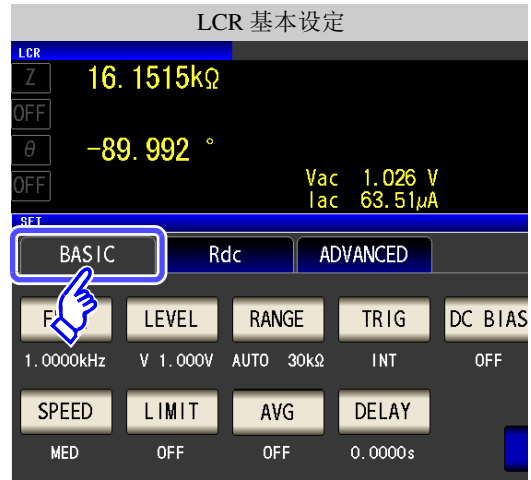 LCR 基本设定
LCR
Z 16.1515kΩ
OFF
θ -89.992 °
OFF
Vac 1.026 V
Iac 63.51μA
SET
BASIC Rdc ADVANCED
LEVEL RANGE TRIG DC BIAS
1.0000kHz V 1.000V AUTO 30kΩ INT OFF
SPEED LIMIT AVG DELAY
MED OFF OFF 0.0000s